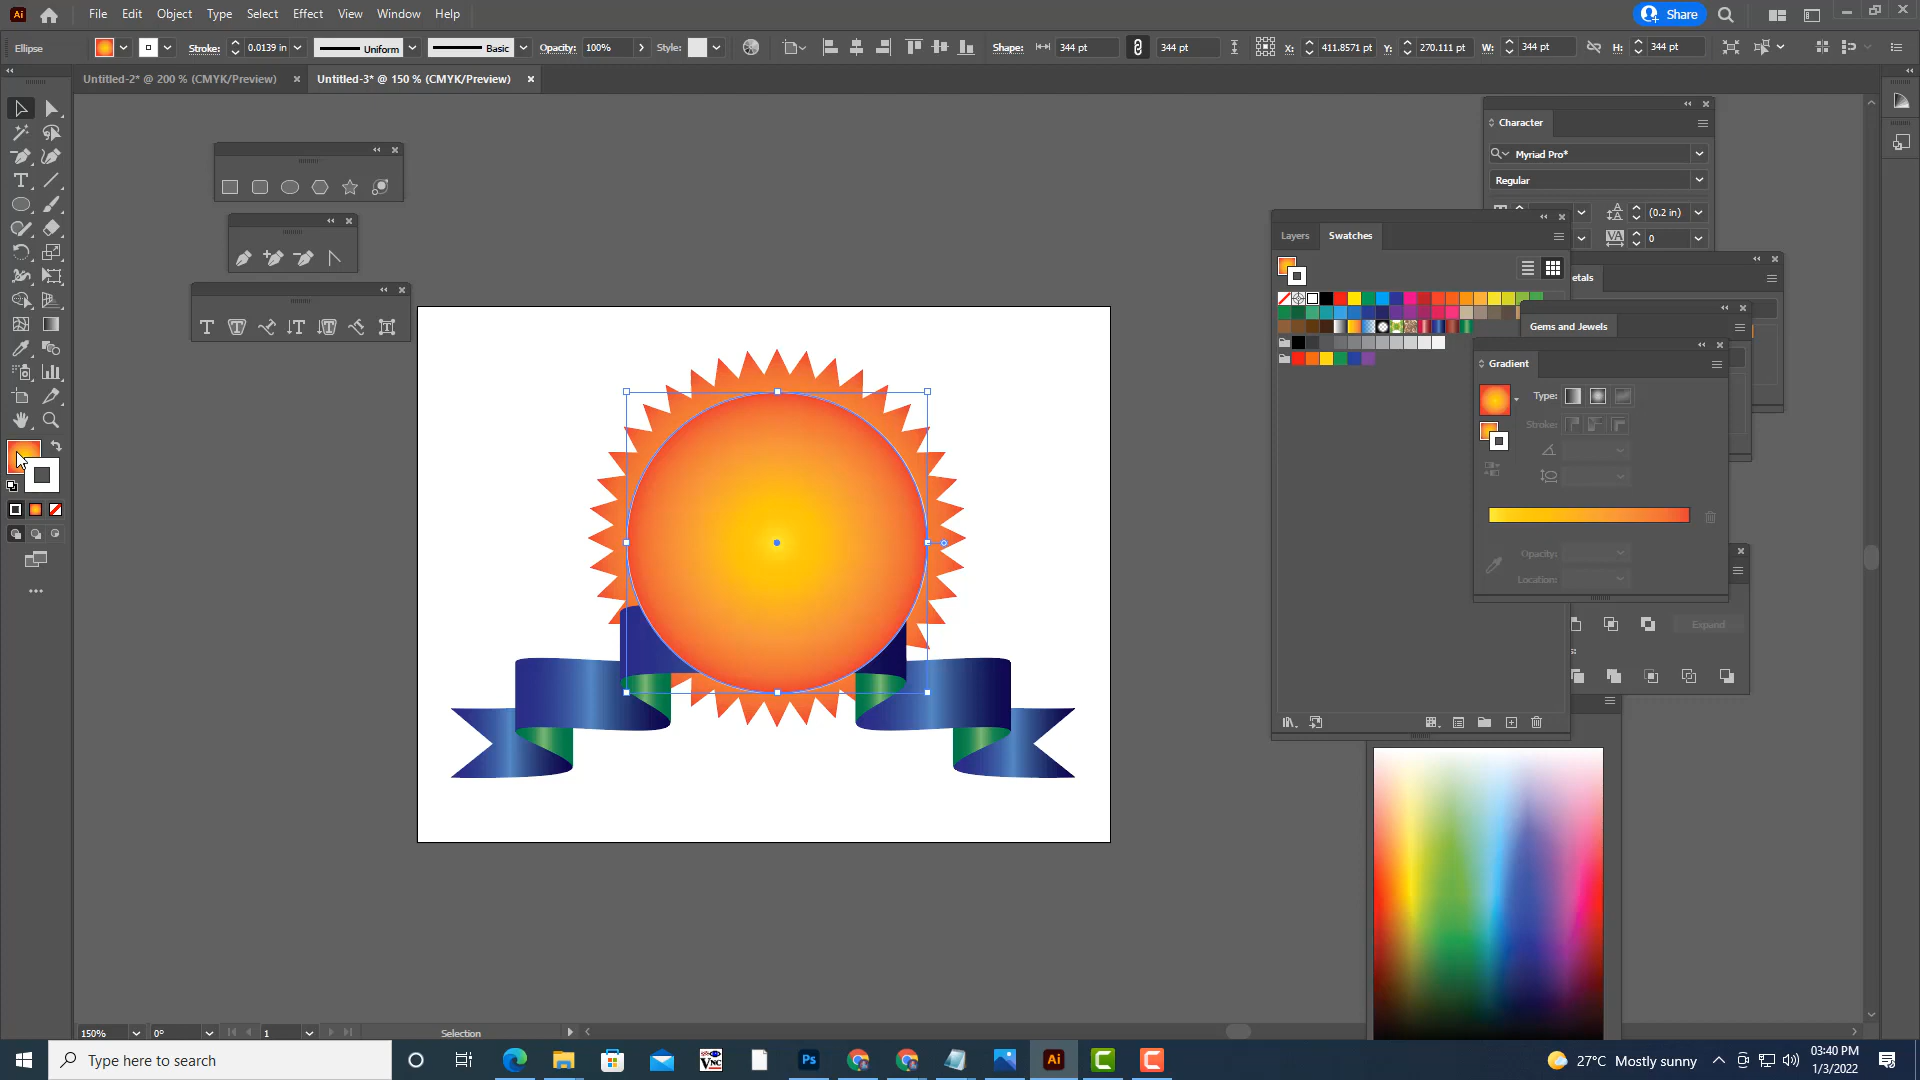 Ai File Edit Object Type Select Effect View Window Help Share
Ellipse Stroke: 0.0139 in Uniform Basic Opacity: 100% Style: Shape: 344 pt 344 pt X: 411.8571 pt Y: 270.111 pt W: 344 pt H: 344 pt
Untitled-2* @ 200 % (CMYK/Preview) × Untitled-3* @ 150 % (CMYK/Preview) ×
Character
Myriad Pro*
Regular
(0.2 in)
0
Layers Swatches
etals
Gems and Jewels
Gradient
Type:
Stroke:
Opacity:
Location:
Expand
150% 0° 1 Selection
Type here to search
Ps
Ai
27°C Mostly sunny
03:40 PM
1/3/2022